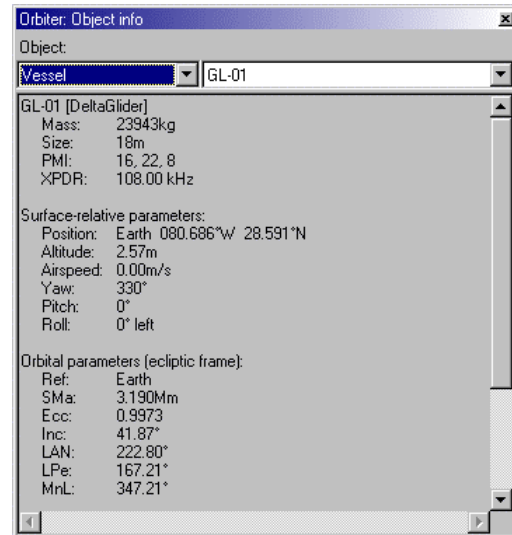 Orbiter: Object info
Object:
Vessel GL-01
GL-01 [DeltaGlider]
Mass: 23943kg
Size: 18m
PMI: 16, 22, 8
XPDR: 108.00 kHz
Surface-relative parameters:
Position: Earth 080.686°W 28.591°N
Altitude: 2.57m
Airspeed: 0.00m/s
Yaw: 330°
Pitch: 0°
Roll: 0° left
Orbital parameters (ecliptic frame):
Ref: Earth
SMa: 3.190Mm
Ecc: 0.9973
Inc: 41.87°
LAN: 222.80°
LPe: 167.21°
MnL: 347.21°